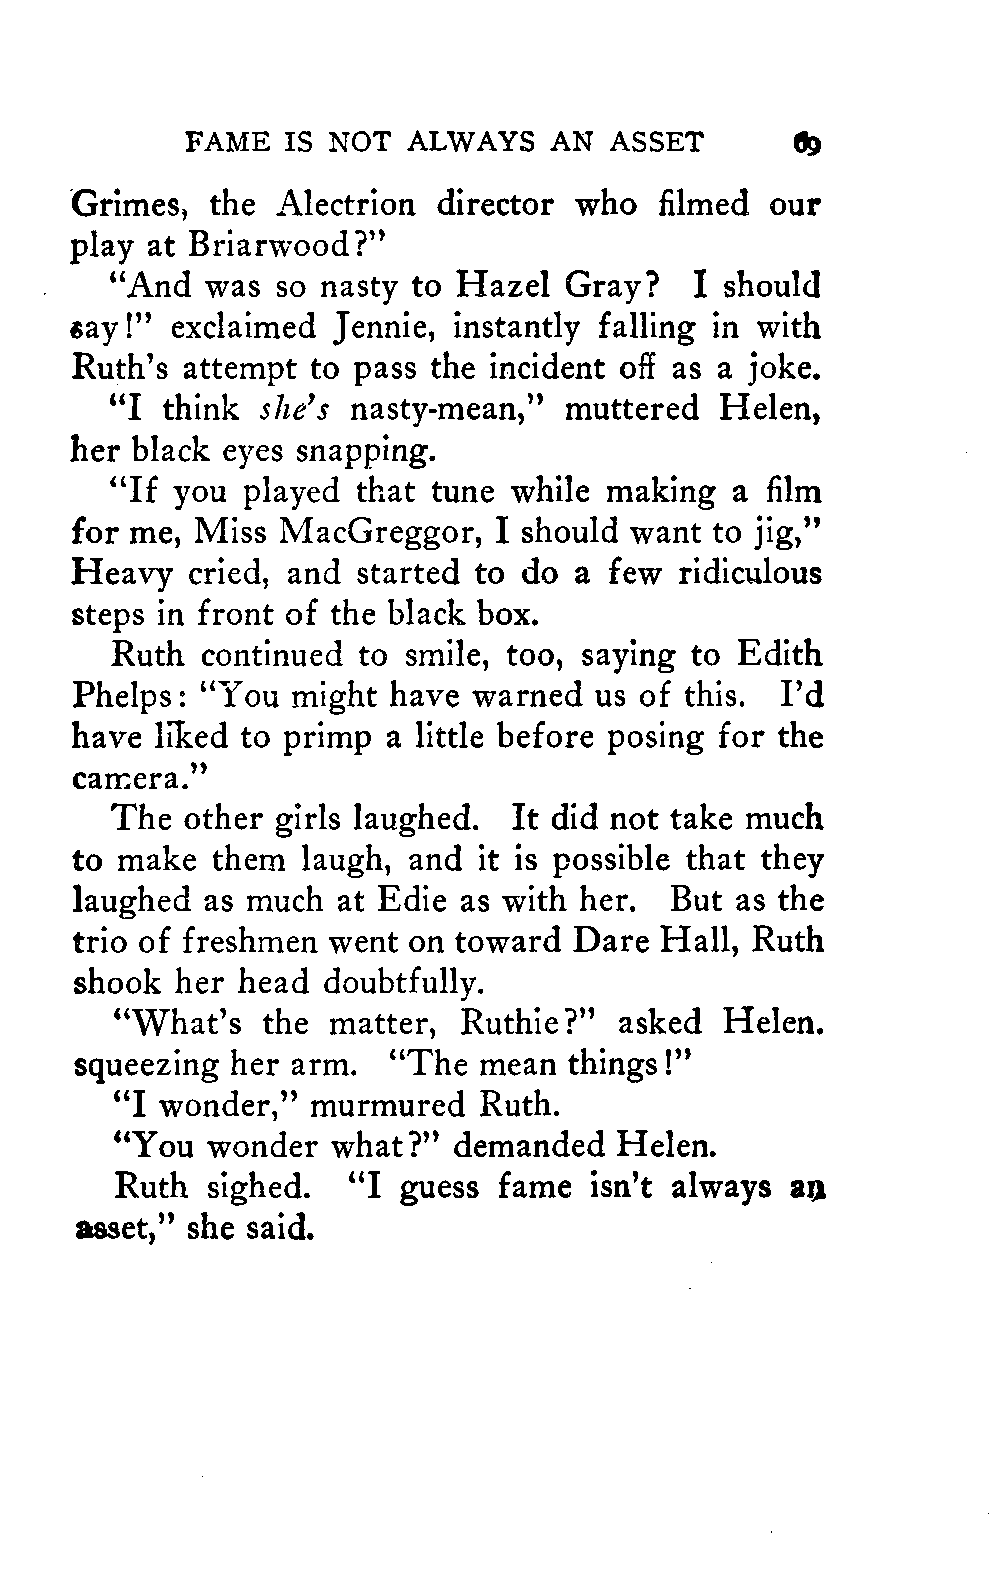 FAME IS NOT ALWAYS AN ASSET 69
Grimes, the Alectrion director who filmed our
play at Briarwood?"
"And was so nasty to Hazel Gray? I should
say!" exclaimed Jennie, instantly falling in with
Ruth's attempt to pass the incident off as a joke.
"I think she's nasty-mean," muttered Helen,
her black eyes snapping.
"If you played that tune while making a film
for me, Miss MacGreggor, I should want to jig,"
Heavy cried, and started to do a few ridiculous
steps in front of the black box.
Ruth continued to smile, too, saying to Edith
Phelps: "You might have warned us of this. I'd
have liked to primp a little before posing for the
camera."
The other girls laughed. It did not take much
to make them laugh, and it is possible that they
laughed as much at Edie as with her. But as the
trio of freshmen went on toward Dare Hall, Ruth
shook her head doubtfully.
"What's the matter, Ruthie?" asked Helen.
squeezing her arm. "The mean things!"
"I wonder," murmured Ruth.
"You wonder what?" demanded Helen.
Ruth sighed. "I guess fame isn't always an
asset," she said.